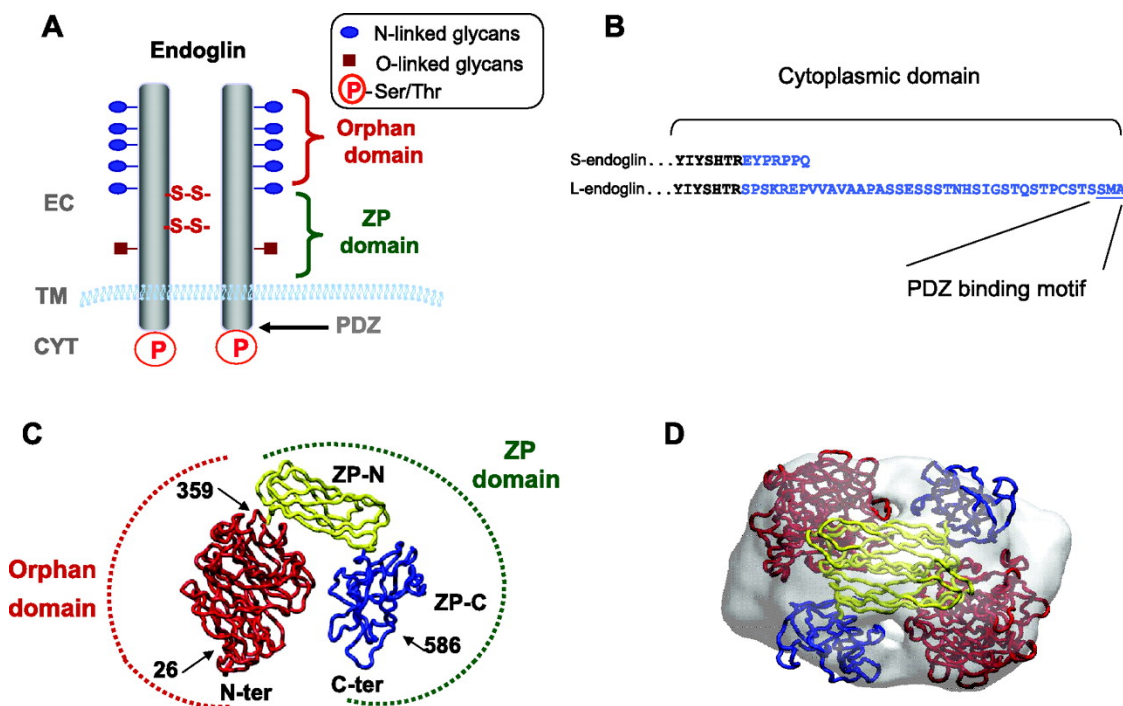 A
Endoglin
N-linked glycans
O-linked glycans
P-Ser/Thr
Orphan
domain
-S-S-
-S-S-
EC
ZP
domain
TM
PDZ
CYT
P
P
B
Cytoplasmic domain
S-endoglin...YIYSHTREYPRPPQ
L-endoglin...YIYSHTRSPSKREPVVAVAAPASSESSSTNHSIGSTQSTPCSTSSMA
PDZ binding motif
C
ZP
domain
359
ZP-N
Orphan
domain
ZP-C
26
586
N-ter
C-ter
D